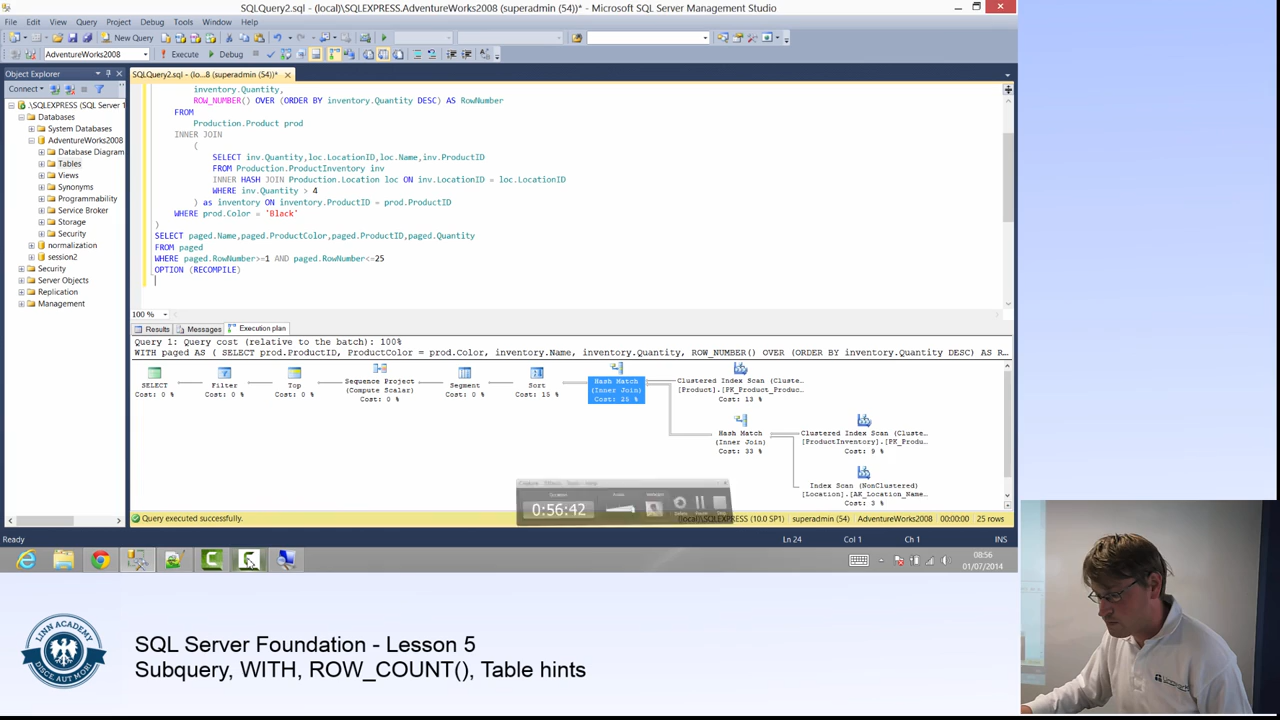 SQLQuery2.sql - (local)\SQLEXPRESS.AdventureWorks2008 (superadmin (54))* - Microsoft SQL Server Management Studio
File Edit View Query Project Debug Tools Window Help
New Query
AdventureWorks2008 Execute Debug
Object Explorer
Connect
.\SQLEXPRESS (SQL Server 1
Databases
System Databases
AdventureWorks2008
Database Diagram
Tables
Views
Synonyms
Programmability
Service Broker
Storage
Security
normalization
session2
Security
Server Objects
Replication
Management
SQLQuery2.sql - (lo...8 (superadmin (54))*
inventory.Quantity,
ROW_NUMBER() OVER (ORDER BY inventory.Quantity DESC) AS RowNumber
FROM
Production.Product prod
INNER JOIN
(
SELECT inv.Quantity,loc.LocationID,loc.Name,inv.ProductID
FROM Production.ProductInventory inv
INNER HASH JOIN Production.Location loc ON inv.LocationID = loc.LocationID
WHERE inv.Quantity > 4
) as inventory ON inventory.ProductID = prod.ProductID
WHERE prod.Color = 'Black'
)
SELECT paged.Name,paged.ProductColor,paged.ProductID,paged.Quantity
FROM paged
WHERE paged.RowNumber>=1 AND paged.RowNumber<=25
OPTION (RECOMPILE)
100 %
Results Messages Execution plan
Query 1: Query cost (relative to the batch): 100%
WITH paged AS ( SELECT prod.ProductID, ProductColor = prod.Color, inventory.Name, inventory.Quantity, ROW_NUMBER() OVER (ORDER BY inventory.Quantity DESC) AS R...
SELECT
Cost: 0 %
Filter
Cost: 0 %
Top
Cost: 0 %
Sequence Project
(Compute Scalar)
Cost: 0 %
Segment
Cost: 0 %
Sort
Cost: 15 %
Hash Match
(Inner Join)
Cost: 25 %
Clustered Index Scan (Cluste...
[Product].[PK_Product_Produc...
Cost: 13 %
Hash Match
(Inner Join)
Cost: 33 %
Clustered Index Scan (Cluste...
[ProductInventory].[PK_Produ...
Cost: 9 %
Index Scan (NonClustered)
[Location].[AK_Location_Name...
Cost: 3 %
0:56:42
Query executed successfully.
(local)\SQLEXPRESS (10.0 SP1) superadmin (54) AdventureWorks2008 00:00:00 25 rows
Ready
Ln 24 Col 1 Ch 1
08:56
01/07/2014
LINN ACADEMY
DISCE AUT MORI
SQL Server Foundation - Lesson 5
Subquery, WITH, ROW_COUNT(), Table hints